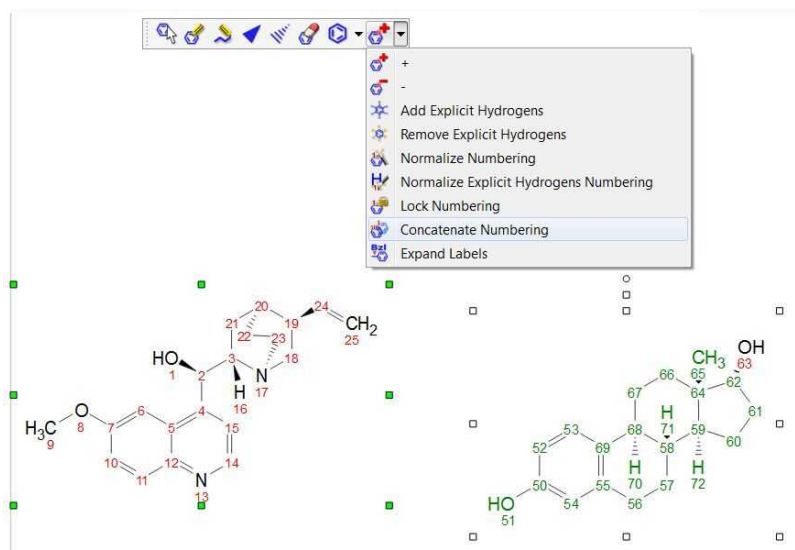 +
-
Add Explicit Hydrogens
Remove Explicit Hydrogens
Normalize Numbering
Normalize Explicit Hydrogens Numbering
Lock Numbering
Concatenate Numbering
Bzl Expand Labels
20
24
21
19
CH2
25
22
23
HO
1
2
3
18
N
17
H
16
O
8
H3C
9
7
6
5
4
15
10
11
12
N
13
14
OH
63
CH3
65
66
62
64
67
61
H
71
53
68
59
60
52
69
58
H
70
H
72
50
55
57
HO
51
54
56